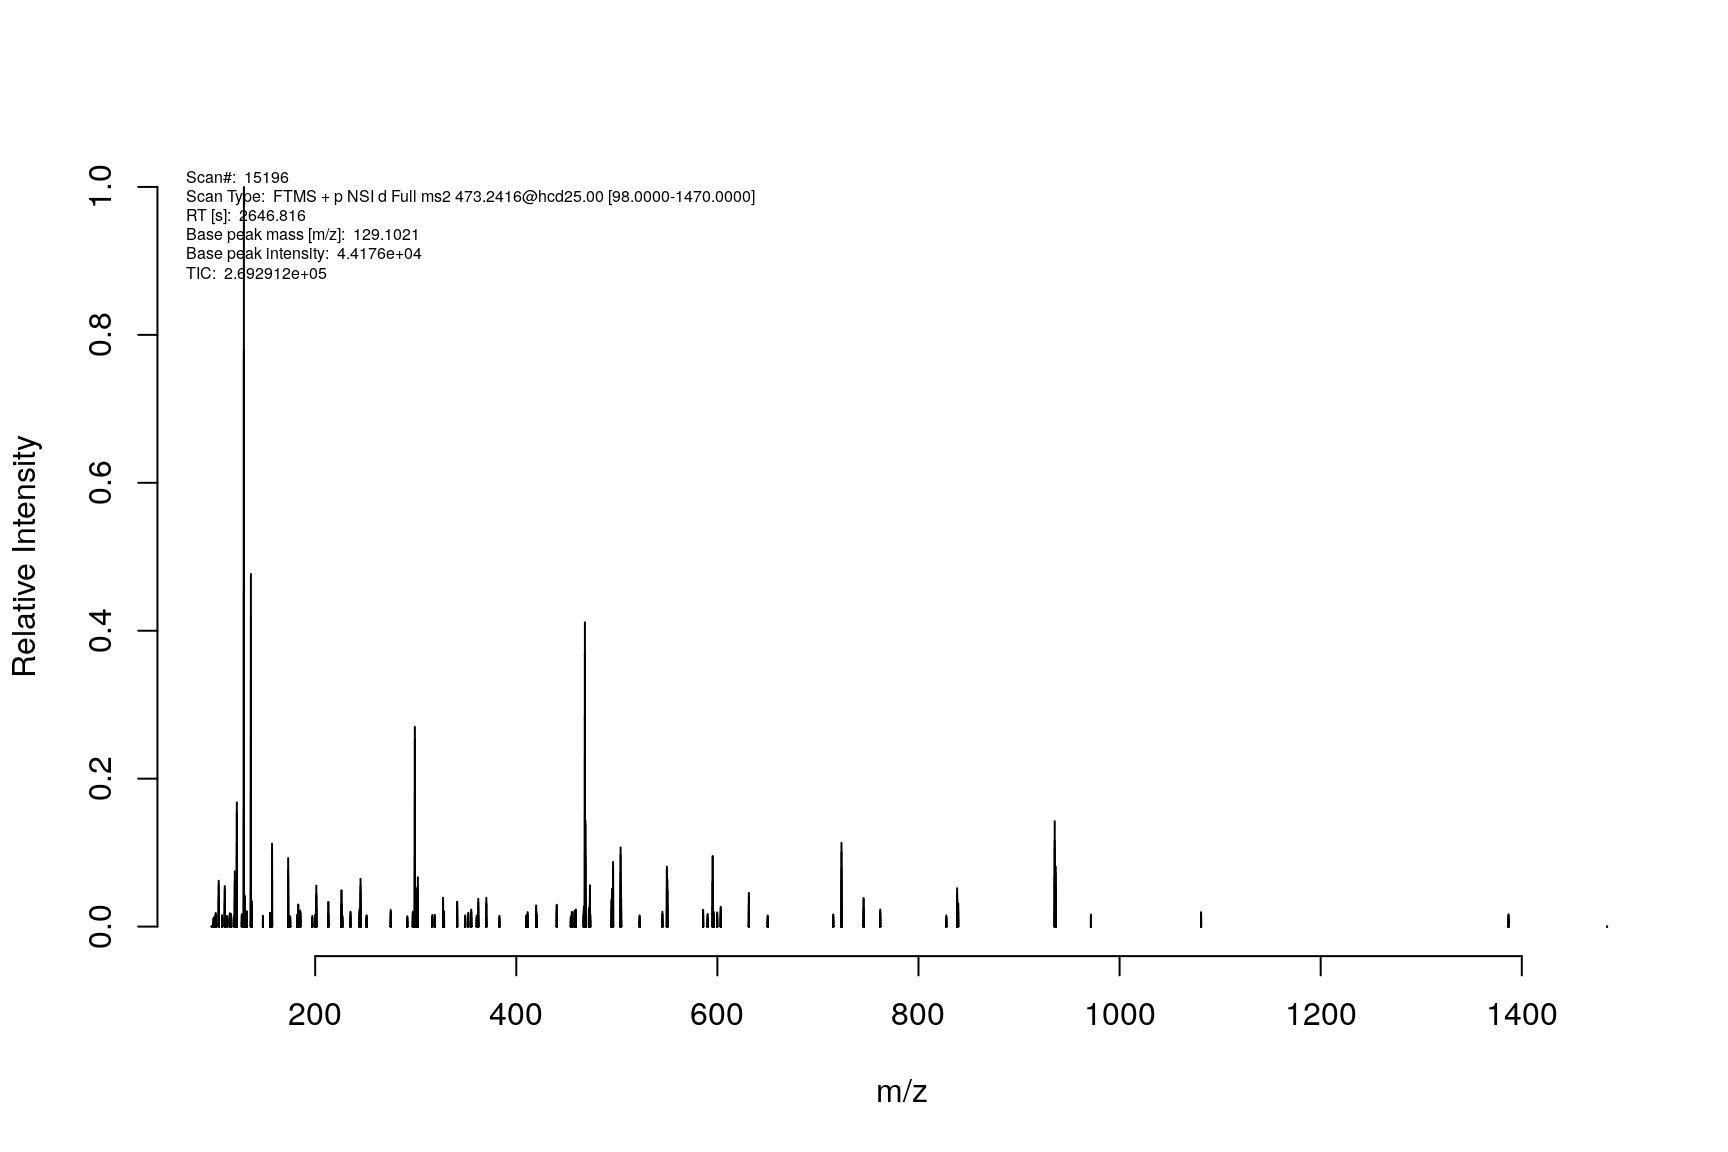 Scan#: 15196
Scan Type: FTMS + p NSI d Full ms2 473.2416@hcd25.00 [98.0000-1470.0000]
RT [s]: 2646.816
Base peak mass [m/z]: 129.1021
Base peak intensity: 4.4176e+04
TIC: 2.692912e+05
1.0
0.8
0.6
0.4
0.2
0.0
Relative Intensity
200 400 600 800 1000 1200 1400
m/z